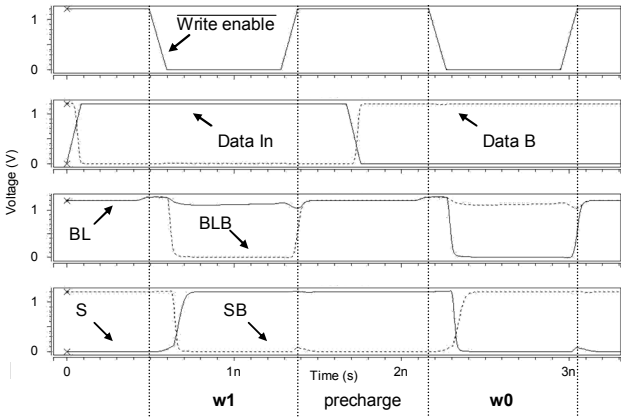 Write enable
1
0
Data In
Data B
1
0
Voltage (V)
BL
BLB
1
0
S
SB
1
0
0
1n
Time (s)
2n
3n
w1
precharge
w0